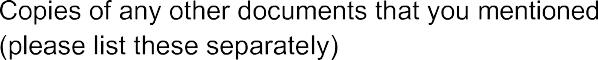 Copies of any other documents that you mentioned
(please list these separately)